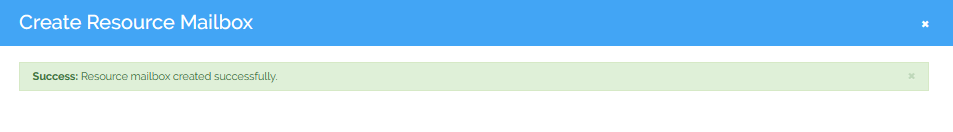 Create Resource Mailbox
Success: Resource mailbox created successfully.